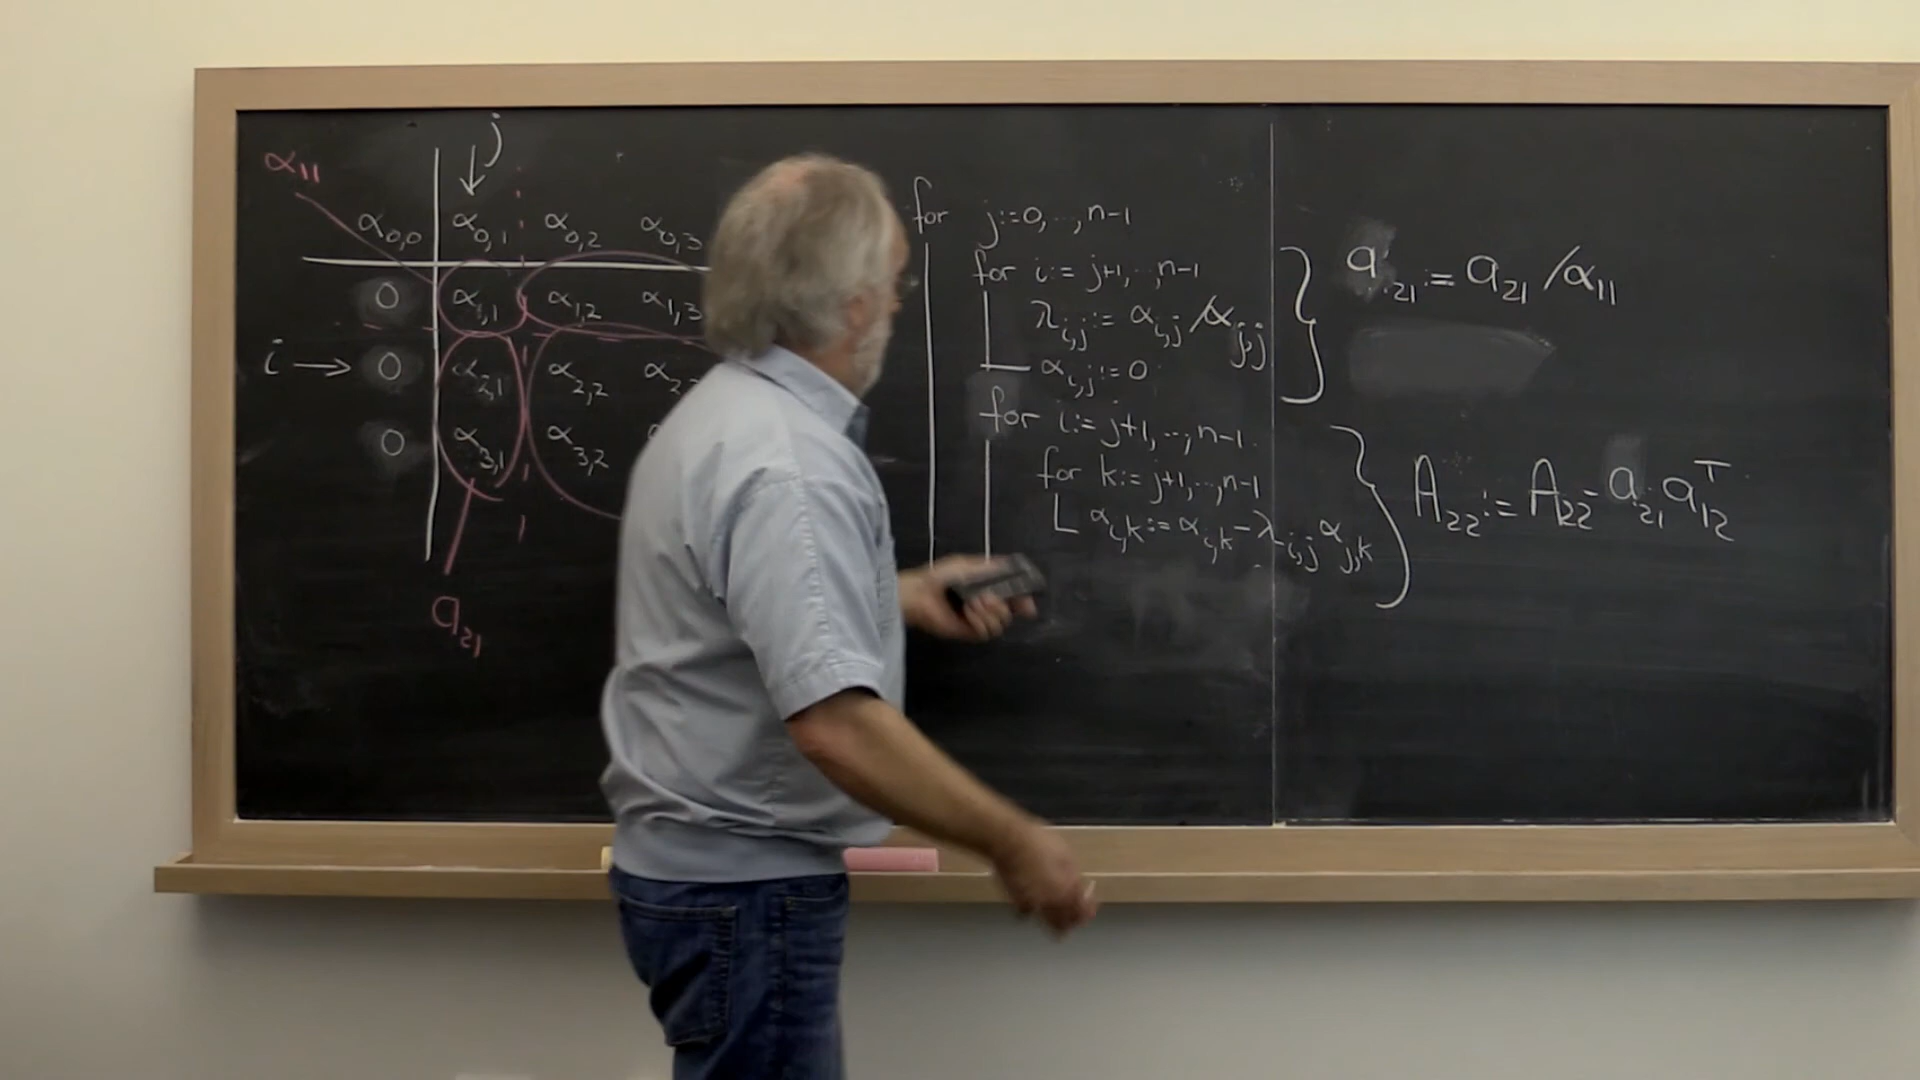 α₁₁
j
α₀,₀ α₀,₁ α₀,₂ α₀,₃
0 α₁,₁ α₁,₂ α₁,₃
i → 0 α₂,₁ α₂,₂ α₂
0 α₃,₁ α₃,₂
a₂₁
for j:=0,...,n-1
for i:= j+1,...,n-1
λᵢ,ⱼ := αᵢ,ⱼ /αⱼ,ⱼ
αᵢ,ⱼ := 0
for i:= j+1,...,n-1
for k:= j+1,...,n-1
αᵢ,ₖ := αᵢ,ₖ - λᵢ,ⱼ αⱼ,ₖ
a₂₁ := a₂₁ /α₁₁
A₂₂ := A₂₂ - a₂₁ a₁₂ᵀ